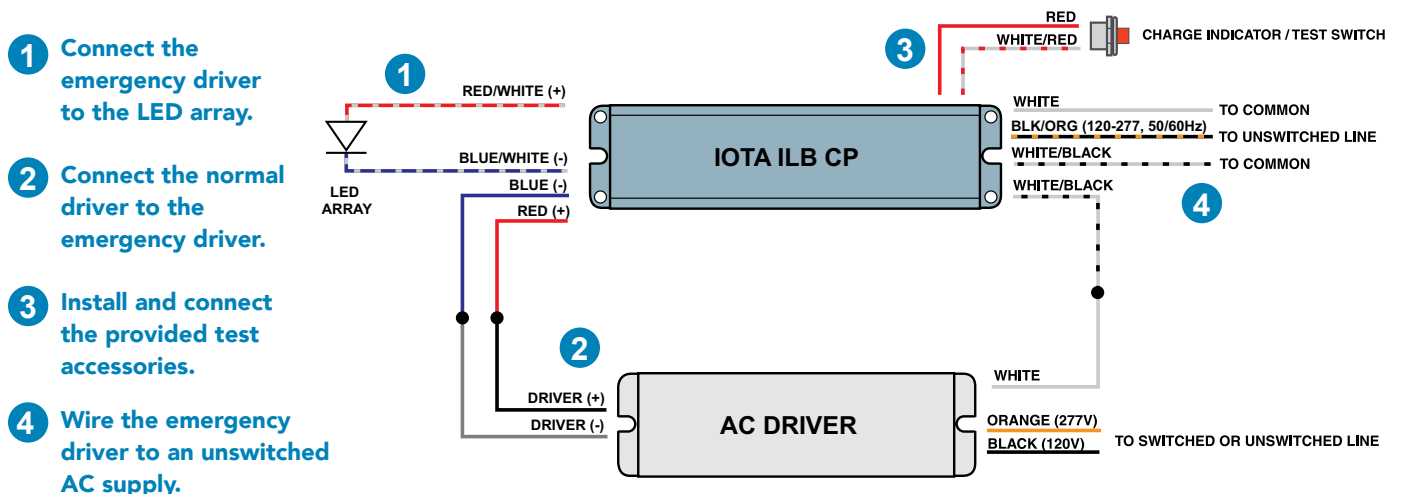 1 Connect the
emergency driver
to the LED array.
2 Connect the normal
driver to the
emergency driver.
3 Install and connect
the provided test
accessories.
4 Wire the emergency
driver to an unswitched
AC supply.
1
RED/WHITE (+)
BLUE/WHITE (-)
LED
ARRAY
BLUE (-)
RED (+)
IOTA ILB CP
3
RED
WHITE/RED
CHARGE INDICATOR / TEST SWITCH
WHITE
TO COMMON
BLK/ORG (120-277, 50/60Hz)
TO UNSWITCHED LINE
WHITE/BLACK
TO COMMON
WHITE/BLACK
4
2
DRIVER (+)
DRIVER (-)
AC DRIVER
WHITE
ORANGE (277V)
BLACK (120V)
TO SWITCHED OR UNSWITCHED LINE